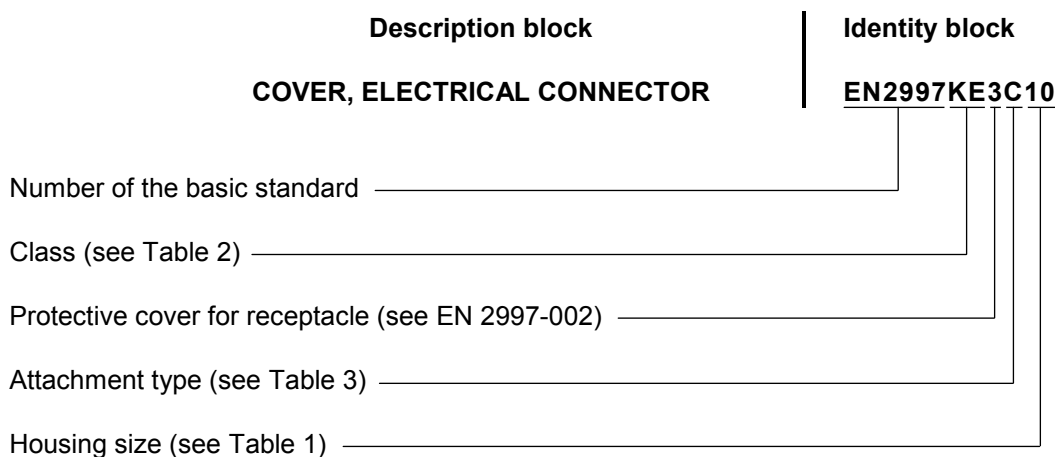 Description block Identity block
COVER, ELECTRICAL CONNECTOR EN2997KE3C10
Number of the basic standard
Class (see Table 2)
Protective cover for receptacle (see EN 2997-002)
Attachment type (see Table 3)
Housing size (see Table 1)